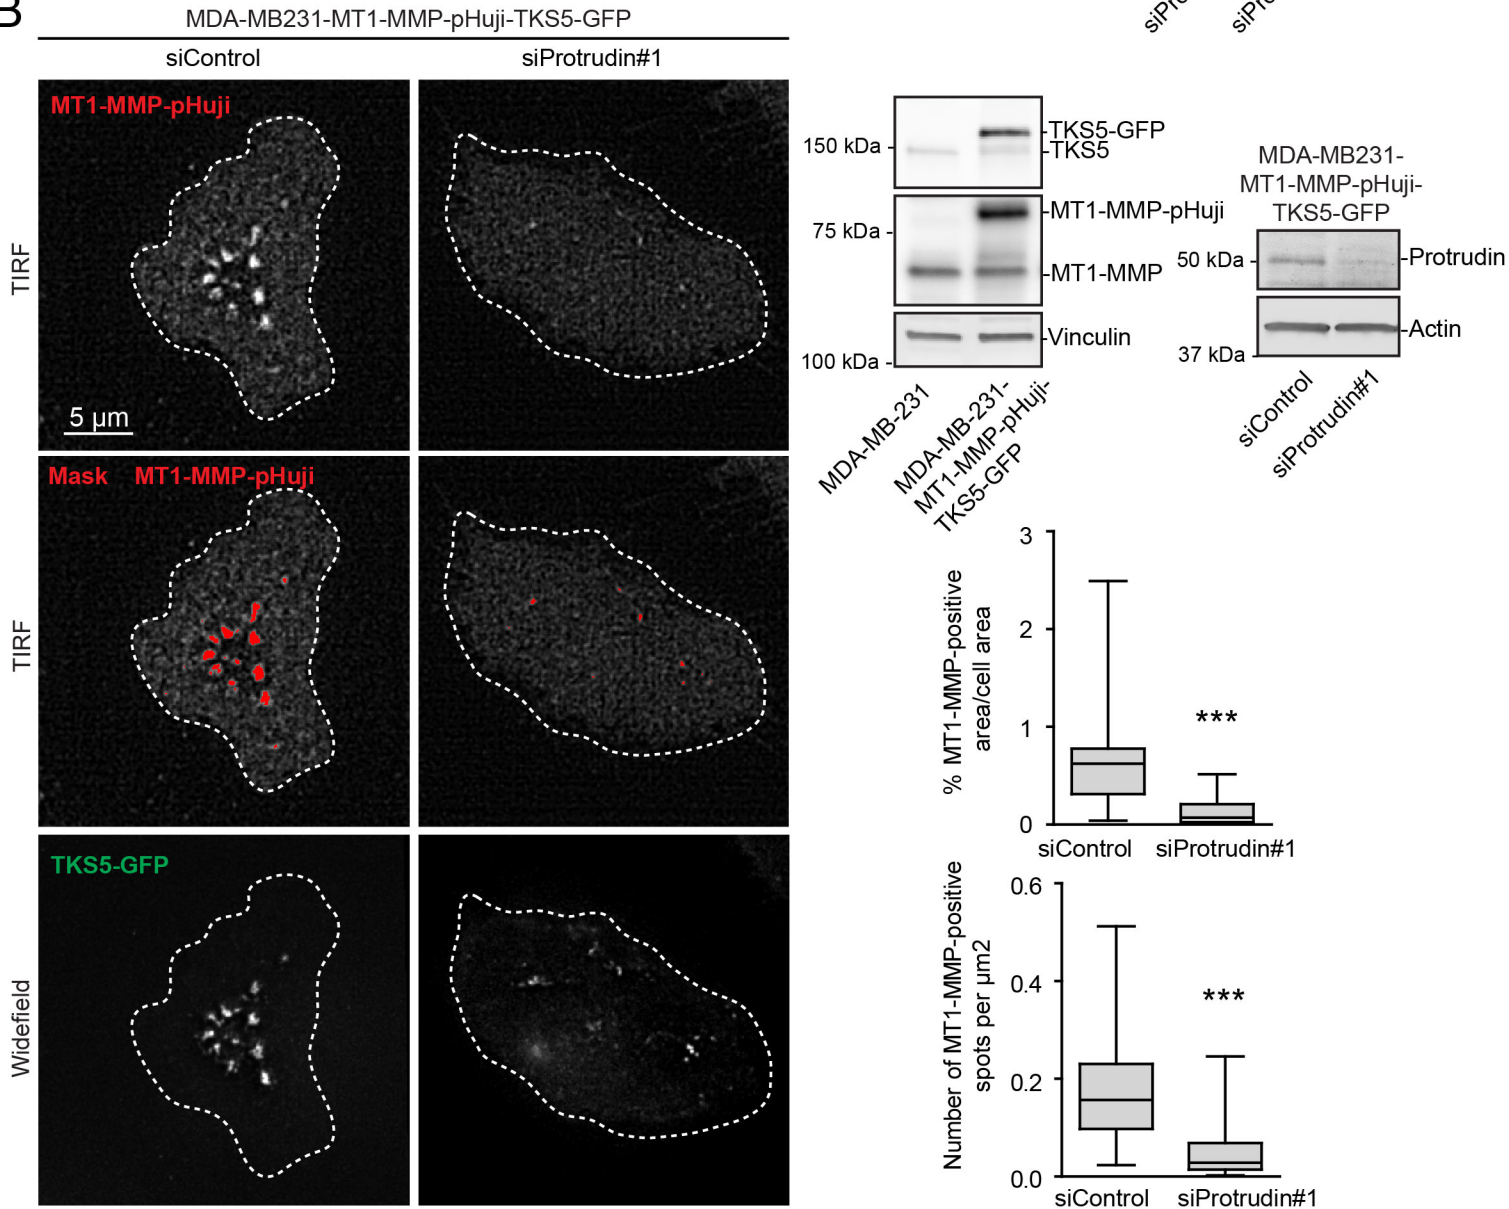 B
MDA-MB231-MT1-MMP-pHuji-TKS5-GFP
siControl
siProtrudin#1
TIRF
MT1-MMP-pHuji
5 µm
TIRF
Mask MT1-MMP-pHuji
Widefield
TKS5-GFP
150 kDa
TKS5-GFP
TKS5
75 kDa
MT1-MMP-pHuji
MT1-MMP
Vinculin
100 kDa
MDA-MB-231
MDA-MB-231-
MT1-MMP-pHuji-
TKS5-GFP
MDA-MB231-
MT1-MMP-pHuji-
TKS5-GFP
50 kDa
Protrudin
Actin
37 kDa
siControl
siProtrudin#1
% MT1-MMP-positive
area/cell area
3
2
1
0
***
siControl
siProtrudin#1
Number of MT1-MMP-positive
spots per µm2
0.6
0.4
0.2
0.0
***
siControl
siProtrudin#1